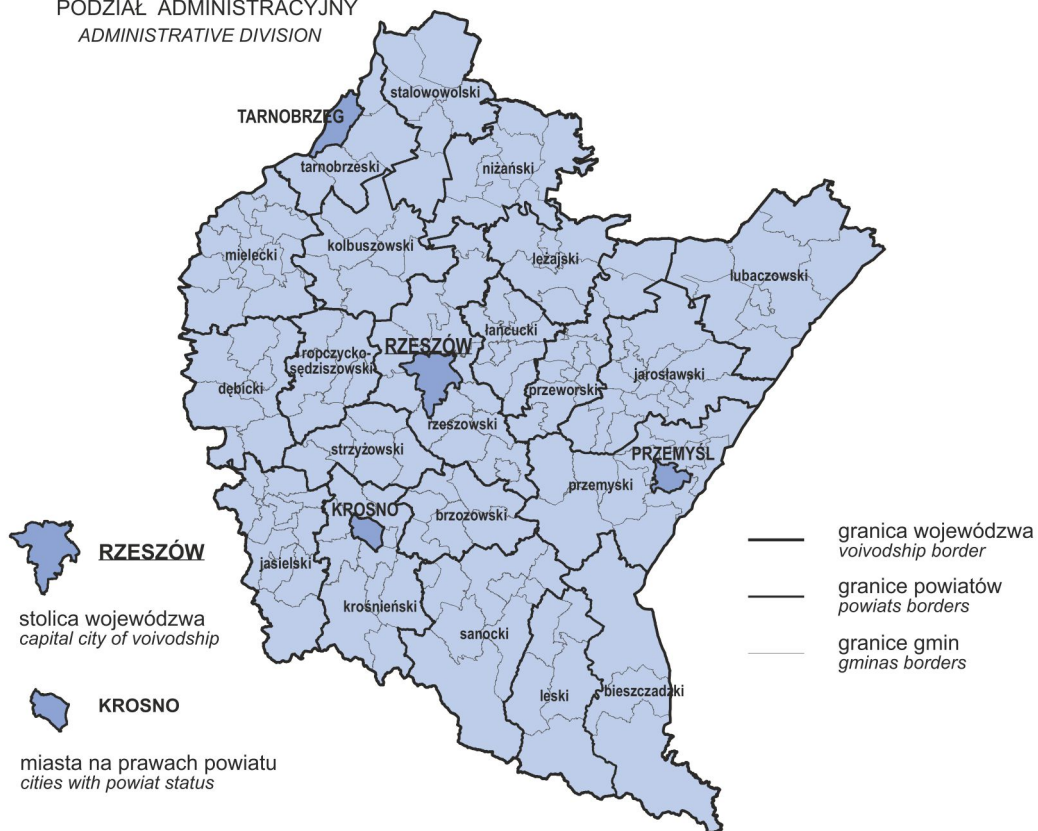 PODZIAŁ ADMINISTRACYJNY
ADMINISTRATIVE DIVISION
stalowowolski
TARNOBRZEG
tarnobrzeski
niżański
kolbuszowski
mielecki
leżajski
lubaczowski
łańcucki
RZESZÓW
ropczycko-
sędziszowski
dębicki
przeworski
jarosławski
rzeszowski
strzyżowski
PRZEMYŚL
przemyski
KROSNO
brzozowski
jasielski
krośnieński
sanocki
leski
bieszczadzki
RZESZÓW
stolica wojewódzwa
capital city of voivodship
KROSNO
miasta na prawach powiatu
cities with powiat status
granica wojewódzwa
voivodship border
granice powiatów
powiats borders
granice gmin
gminas borders